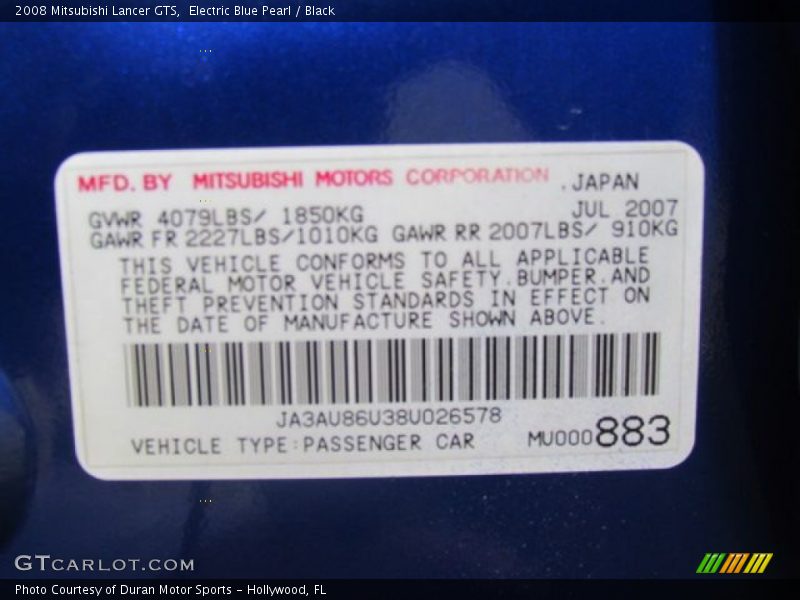 2008 Mitsubishi Lancer GTS,  Electric Blue Pearl / Black
MFD. BY MITSUBISHI MOTORS CORPORATION .JAPAN
GVWR 4079LBS/ 1850KG JUL 2007
GAWR FR 2227LBS/1010KG GAWR RR 2007LBS/ 910KG
THIS VEHICLE CONFORMS TO ALL APPLICABLE
FEDERAL MOTOR VEHICLE SAFETY.BUMPER.AND
THEFT PREVENTION STANDARDS IN EFFECT ON
THE DATE OF MANUFACTURE SHOWN ABOVE.
JA3AU86U38U026578
VEHICLE TYPE:PASSENGER CAR MU000883
GTCARLOT.COM
Photo Courtesy of Duran Motor Sports - Hollywood, FL